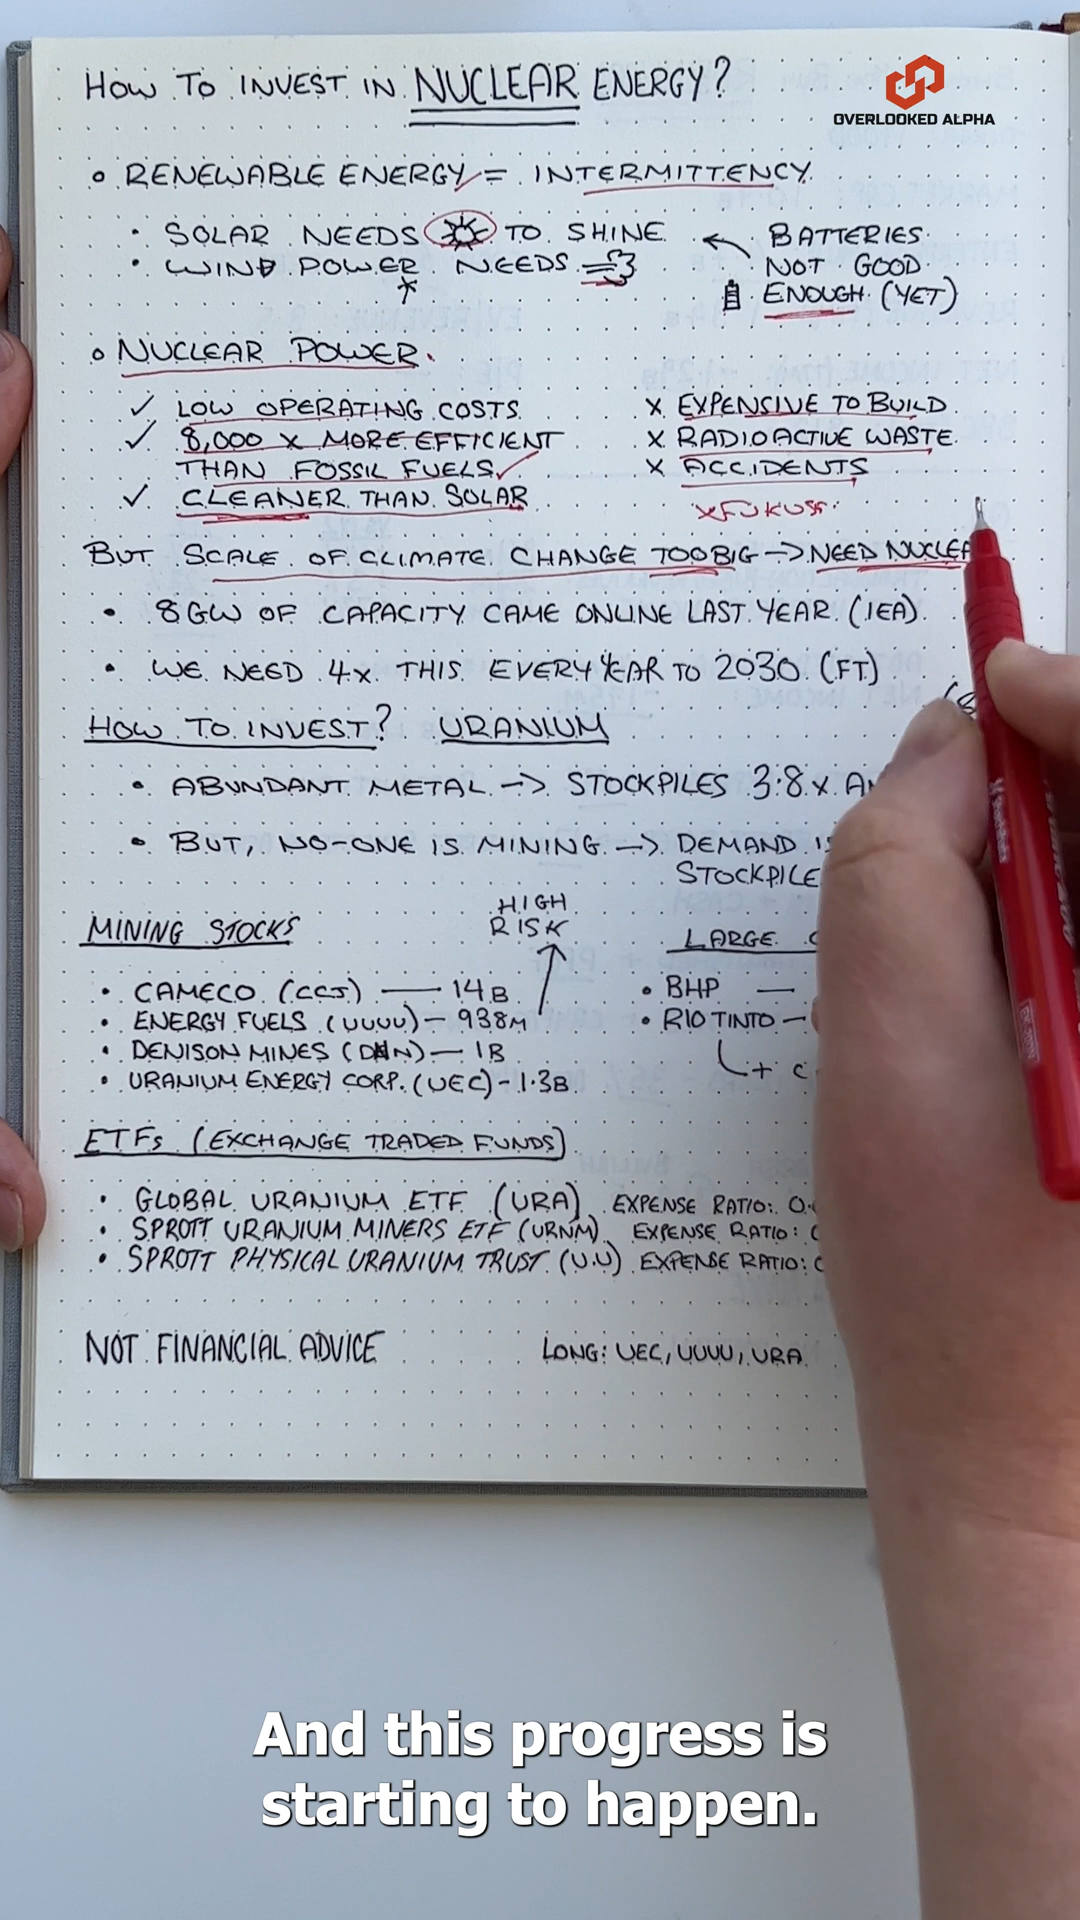 HOW TO INVEST IN NUCLEAR ENERGY?
OVERLOOKED ALPHA
RENEWABLE ENERGY = INTERMITTENCY
SOLAR NEEDS TO SHINE
WIND POWER NEEDS
BATTERIES
NOT GOOD
ENOUGH (YET)
NUCLEAR POWER
✓ LOW OPERATING COSTS
✓ 8,000 X MORE EFFICIENT
THAN FOSSIL FUELS ✓
✓ CLEANER THAN SOLAR
X EXPENSIVE TO BUILD
X RADIOACTIVE WASTE
X ACCIDENTS
BUT SCALE OF CLIMATE CHANGE TOO BIG → NEED NUCLEA
• 8GW OF CAPACITY CAME ONLINE LAST YEAR (IEA)
• WE NEED 4X THIS EVERY YEAR TO 2030 (FT)
HOW TO INVEST? URANIUM
• ABUNDANT METAL → STOCKPILES 3.8X
• BUT, NO-ONE IS MINING → DEMAND IS
STOCKPILE
MINING STOCKS
HIGH
RISK
• CAMECO (CCJ) — 14B
• ENERGY FUELS (UUUU) – 938M
• DENISON MINES (DNN) — 1B
• URANIUM ENERGY CORP. (UEC) - 1.3B
LARGE
• BHP —
• RIO TINTO –
+
ETFs (EXCHANGE TRADED FUNDS)
• GLOBAL URANIUM ETF (URA) EXPENSE RATIO: 0.
• SPROTT URANIUM MINERS ETF (URNM) EXPENSE RATIO:
• SPROTT PHYSICAL URANIUM TRUST (U.U) EXPENSE RATIO:
NOT FINANCIAL ADVICE
LONG: UEC, UUUU, URA
And this progress is
starting to happen.